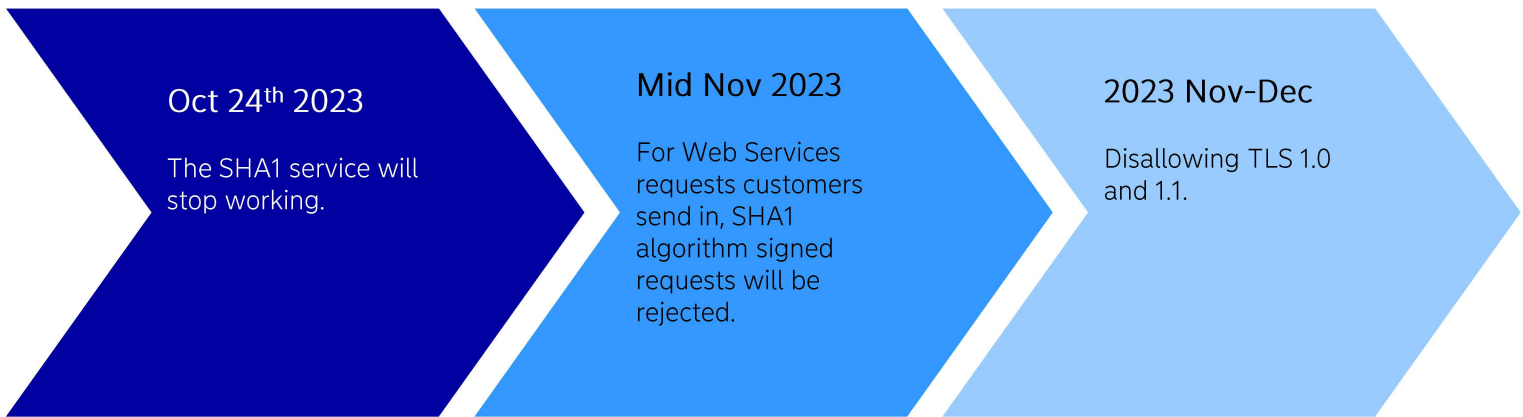 Oct 24th 2023
The SHA1 service will
stop working.
Mid Nov 2023
For Web Services
requests customers
send in, SHA1
algorithm signed
requests will be
rejected.
2023 Nov-Dec
Disallowing TLS 1.0
and 1.1.